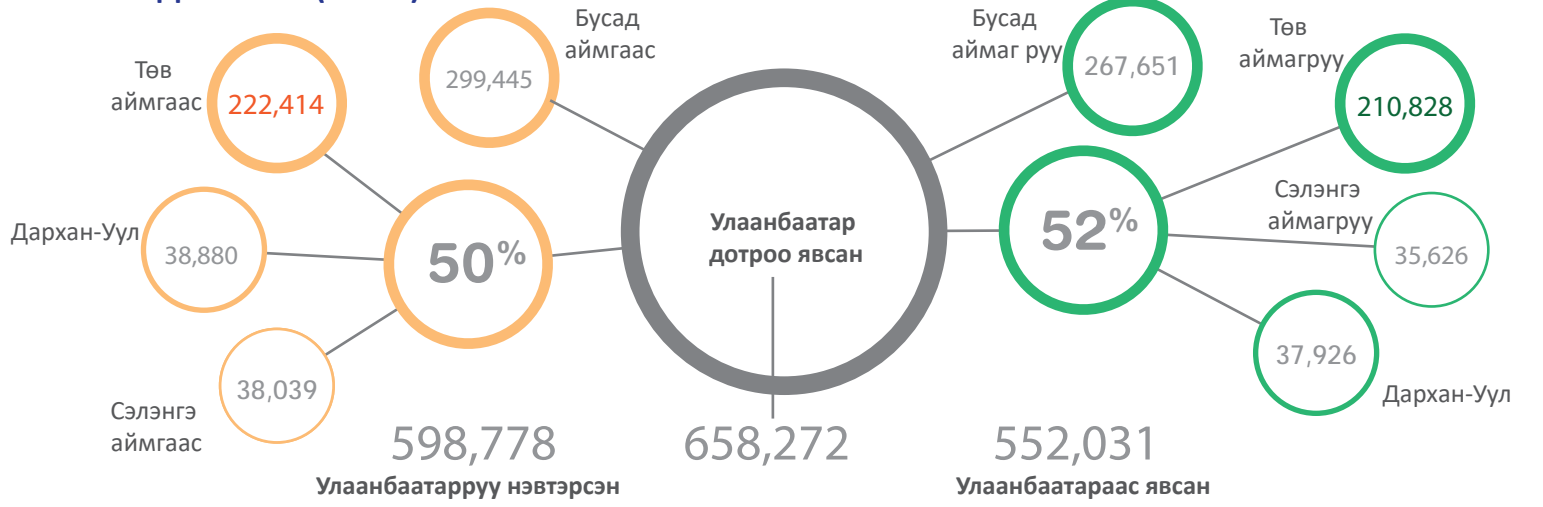 Бусад
аймгаас
299,445
Төв
аймгаас
222,414
Дархан-Уул
38,880
50%
Сэлэнгэ
аймгаас
38,039
598,778
Улаанбаатарруу нэвтэрсэн
Улаанбаатар
дотроо явсан
658,272
Бусад
аймаг руу
267,651
Төв
аймагруу
210,828
52%
Сэлэнгэ
аймагруу
35,626
37,926
Дархан-Уул
552,031
Улаанбаатараас явсан